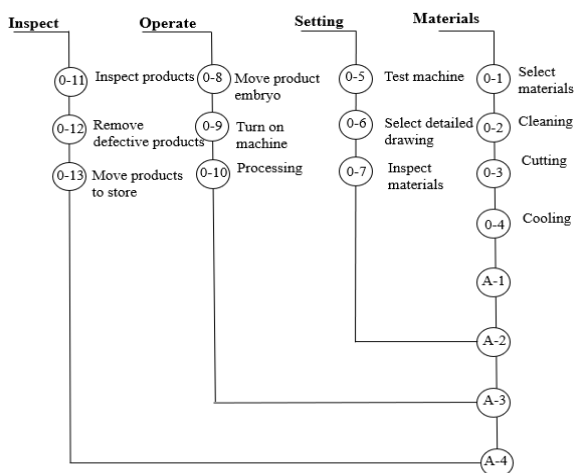 Inspect
Operate
Setting
Materials
0-11
Inspect products
0-12
Remove
defective products
0-13
Move products
to store
0-8
Move product
embryo
0-9
Turn on
machine
0-10
Processing
0-5
Test machine
0-6
Select detailed
drawing
0-7
Inspect
materials
0-1
Select
materials
0-2
Cleaning
0-3
Cutting
0-4
Cooling
A-1
A-2
A-3
A-4